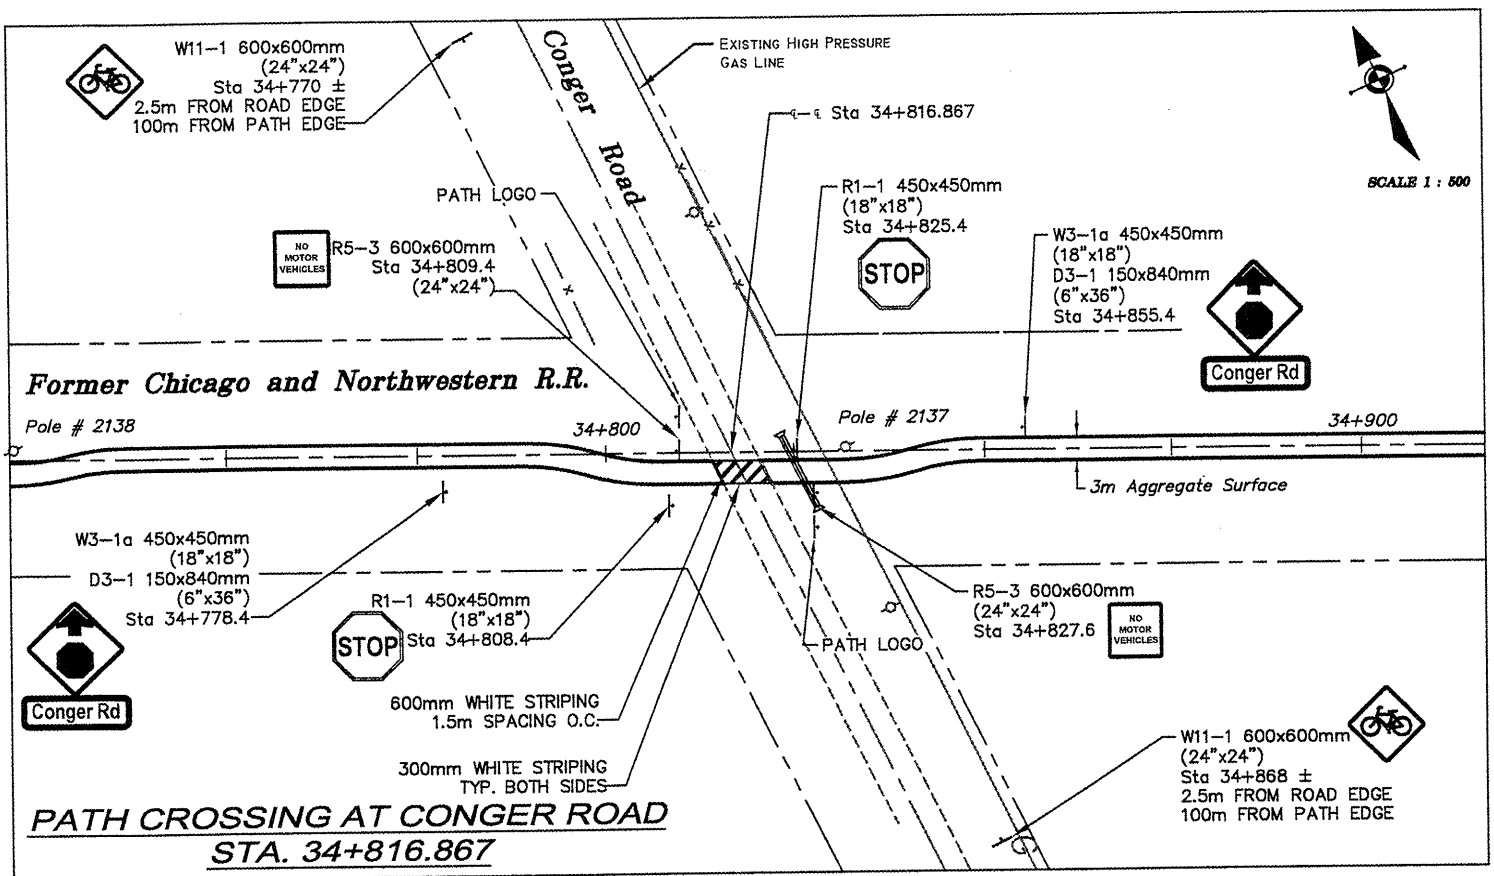 W11-1 600x600mm
(24"x24")
Sta 34+770 ±
2.5m FROM ROAD EDGE
100m FROM PATH EDGE
Conger Road
EXISTING HIGH PRESSURE
GAS LINE
℄-℄ Sta 34+816.867
SCALE 1 : 500
PATH LOGO
R1-1 450x450mm
(18"x18")
Sta 34+825.4
STOP
NO
MOTOR
VEHICLES
R5-3 600x600mm
Sta 34+809.4
(24"x24")
W3-1a 450x450mm
(18"x18")
D3-1 150x840mm
(6"x36")
Sta 34+855.4
Conger Rd
Former Chicago and Northwestern R.R.
Pole # 2138
34+800
Pole # 2137
34+900
3m Aggregate Surface
W3-1a 450x450mm
(18"x18")
D3-1 150x840mm
(6"x36")
Sta 34+778.4
Conger Rd
R1-1 450x450mm
(18"x18")
Sta 34+808.4
STOP
R5-3 600x600mm
(24"x24")
Sta 34+827.6
NO
MOTOR
VEHICLES
PATH LOGO
600mm WHITE STRIPING
1.5m SPACING O.C.
300mm WHITE STRIPING
TYP. BOTH SIDES
W11-1 600x600mm
(24"x24")
Sta 34+868 ±
2.5m FROM ROAD EDGE
100m FROM PATH EDGE
PATH CROSSING AT CONGER ROAD
STA. 34+816.867